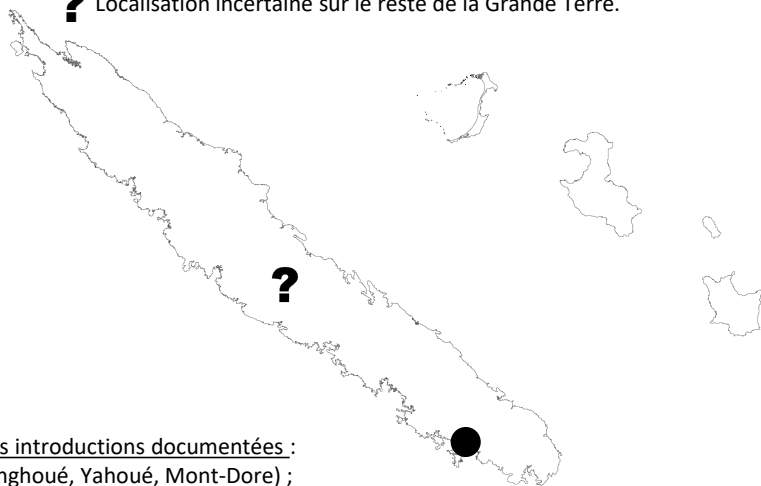 ? Localisation incertaine sur le reste de la Grande Terre.
?
s introductions documentées :
nghoué, Yahoué, Mont-Dore) ;